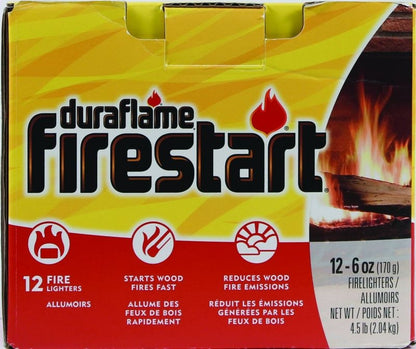 duraflame®
firestart®
12 FIRE
LIGHTERS
ALLUMOIRS
STARTS WOOD
FIRES FAST
ALLUME DES
FEUX DE BOIS
RAPIDEMENT
REDUCES WOOD
FIRE EMISSIONS
RÉDUIT LES ÉMISSIONS
GÉNÉRÉES PAR LES
FEUX DE BOIS
12 - 6 oz (170 g)
FIRELIGHTERS /
ALLUMOIRS
NET WT / POIDS NET :
4.5 lb (2.04 kg)